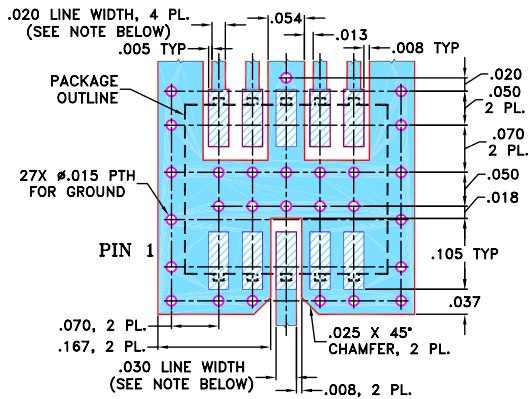 .020 LINE WIDTH, 4 PL.
(SEE NOTE BELOW)
.054
.005 TYP
.013
.008 TYP
PACKAGE
OUTLINE
.020
.050
2 PL.
.070
2 PL.
27X ø.015 PTH
FOR GROUND
.050
.018
PIN 1
.105 TYP
.037
.070, 2 PL.
.167, 2 PL.
.025 X 45°
CHAMFER, 2 PL.
.030 LINE WIDTH
(SEE NOTE BELOW)
.008, 2 PL.